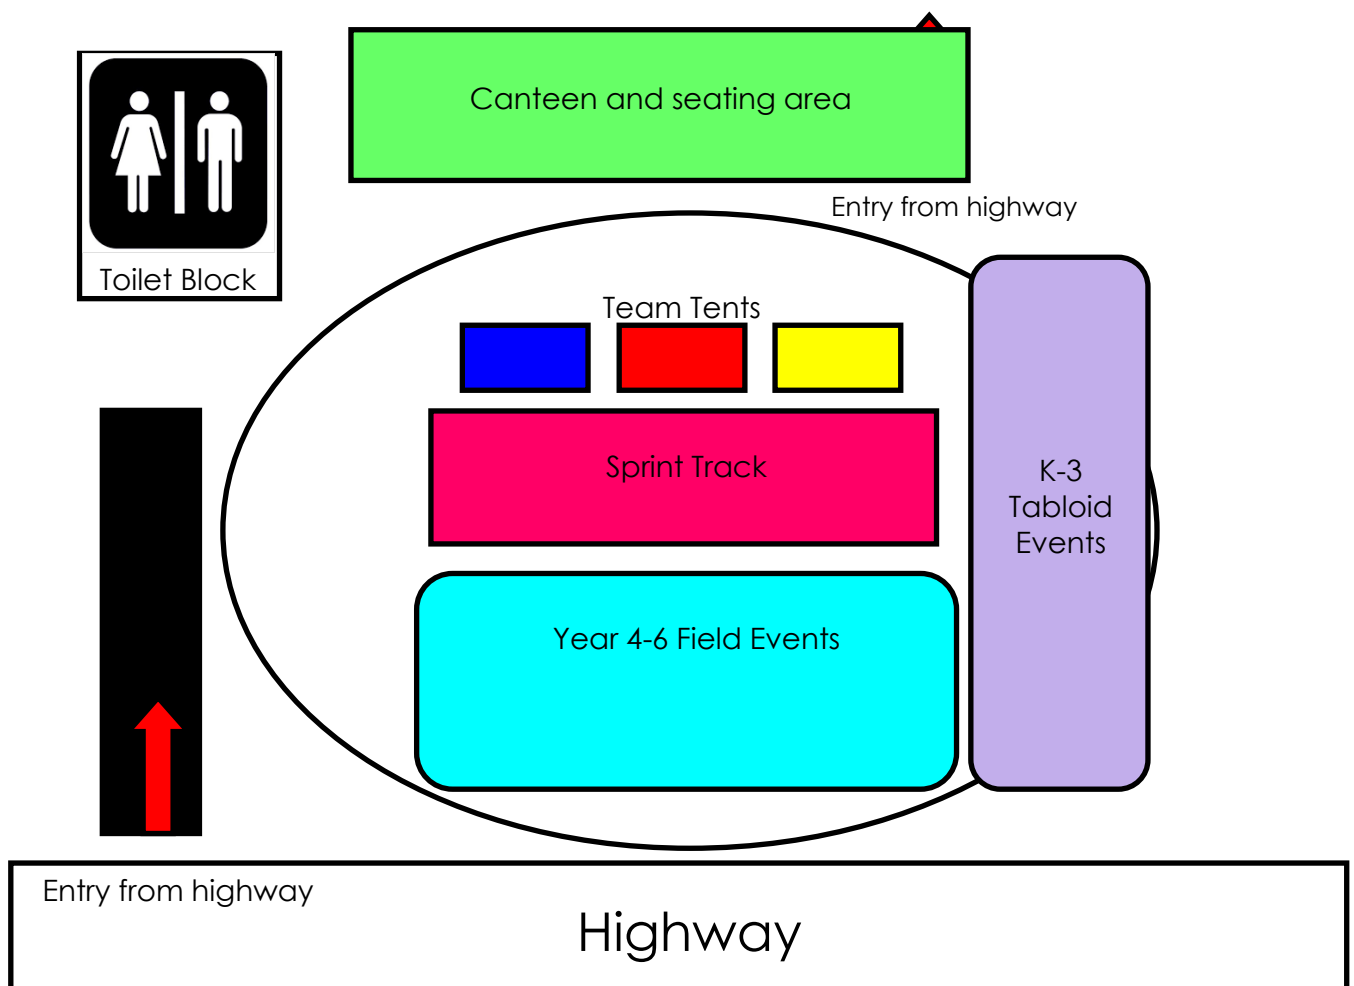 Canteen and seating area
Entry from highway
Toilet Block
Team Tents
Sprint Track
K-3
Tabloid
Events
Year 4-6 Field Events
Entry from highway
Highway